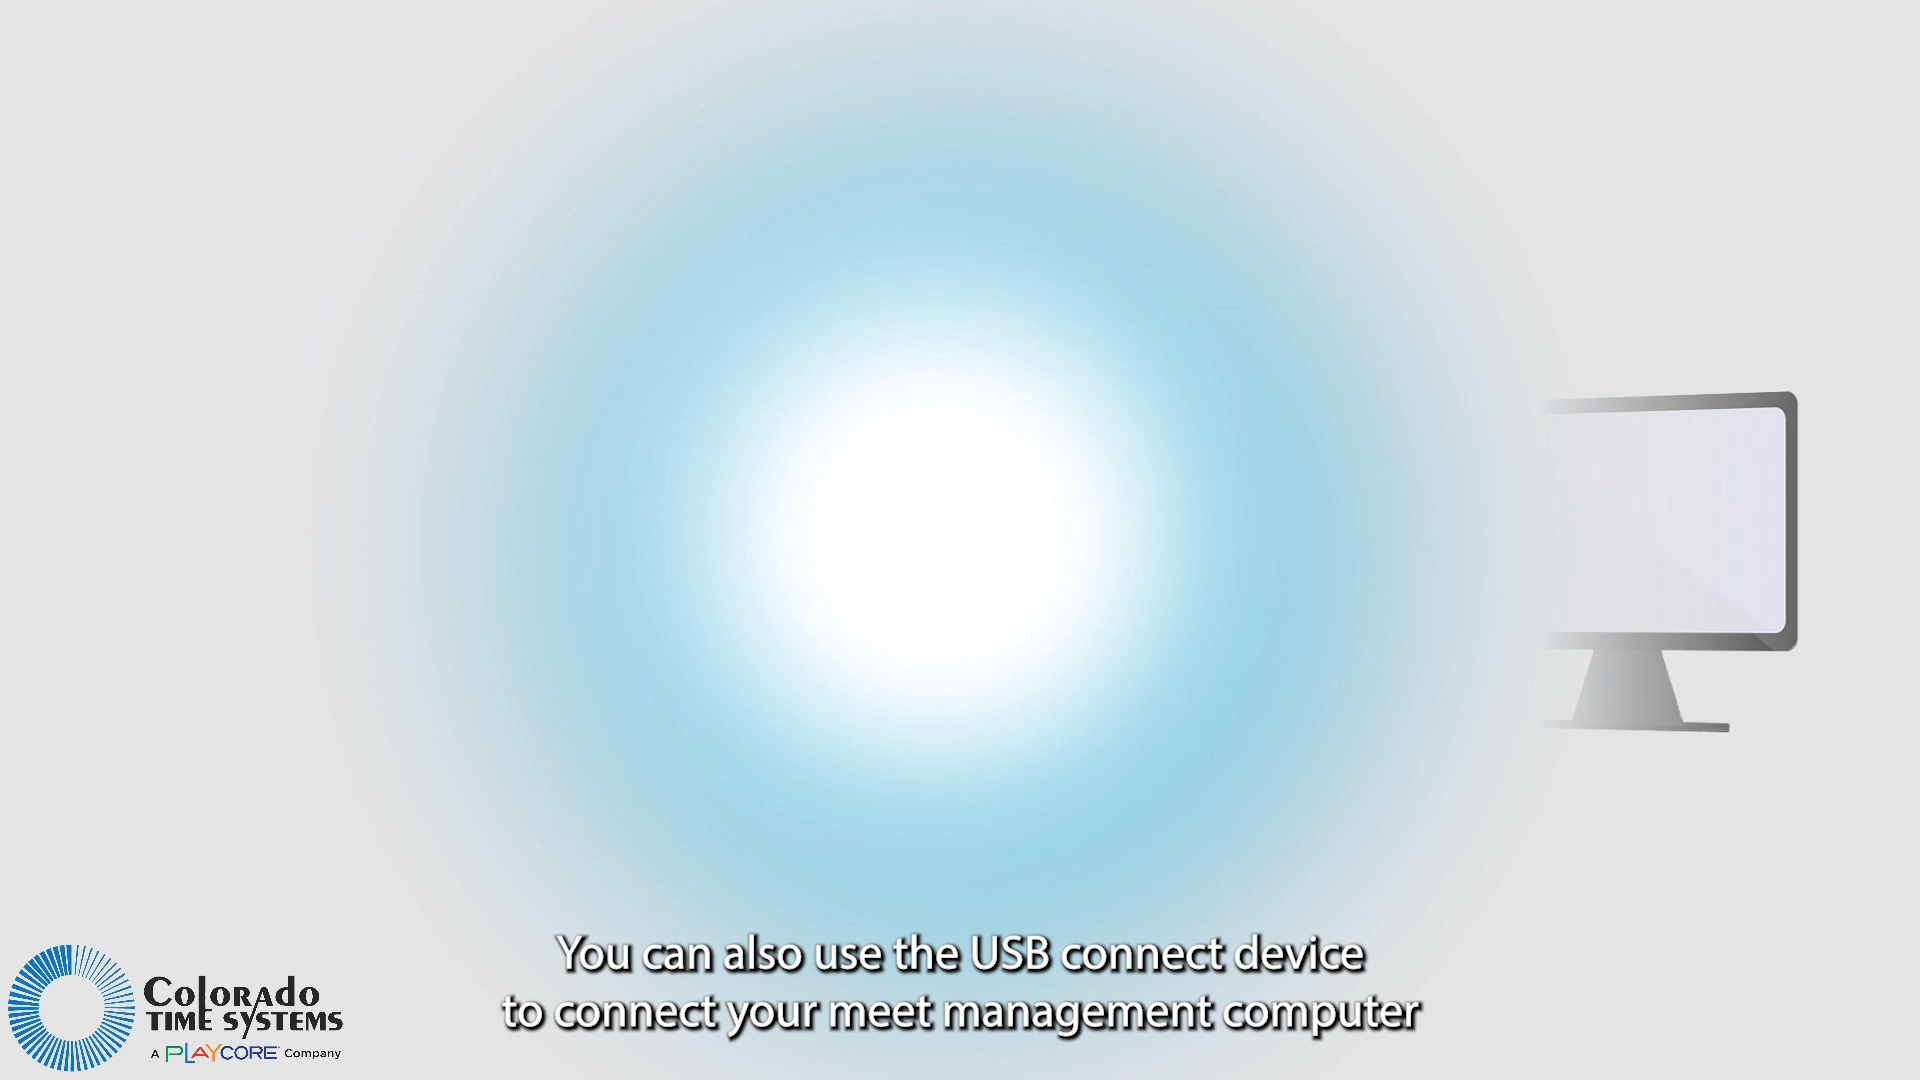 You can also use the USB connect device
to connect your meet management computer
Colorado
TIME SYSTEMS
A PLAYCORE Company